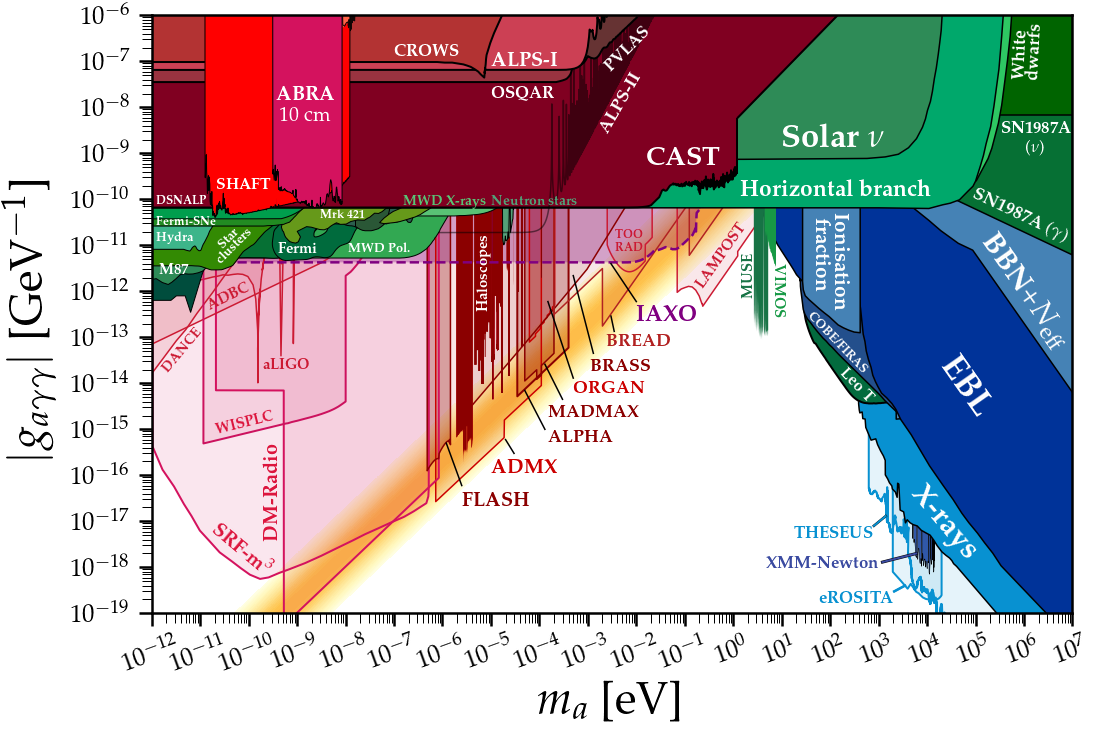 |g_{aγγ}| [GeV^{−1}]
10^{−6}
10^{−7}
10^{−8}
10^{−9}
10^{−10}
10^{−11}
10^{−12}
10^{−13}
10^{−14}
10^{−15}
10^{−16}
10^{−17}
10^{−18}
10^{−19}
CROWS
ALPS-I
OSQAR
PVLAS
ALPS-II
ABRA
10 cm
SHAFT
CAST
Solar ν
Horizontal branch
White
dwarfs
SN1987A
(ν)
SN1987A (γ)
DSNALP
Fermi-SNe
Hydra
M87
Star
clusters
Mrk 421
Fermi
MWD Pol.
MWD X-rays
Neutron stars
Haloscopes
TOO
RAD
LAMPOST
MUSE
VIMOS
Ionisation
fraction
BBN+N_{eff}
COBE/FIRAS
Leo T
EBL
X-rays
ADBC
DANCE
aLIGO
WISPLC
DM-Radio
SRF-m^{3}
IAXO
BREAD
BRASS
ORGAN
MADMAX
ALPHA
ADMX
FLASH
THESEUS
XMM-Newton
eROSITA
10^{−12}
10^{−11}
10^{−10}
10^{−9}
10^{−8}
10^{−7}
10^{−6}
10^{−5}
10^{−4}
10^{−3}
10^{−2}
10^{−1}
10^{0}
10^{1}
10^{2}
10^{3}
10^{4}
10^{5}
10^{6}
10^{7}
m_a [eV]